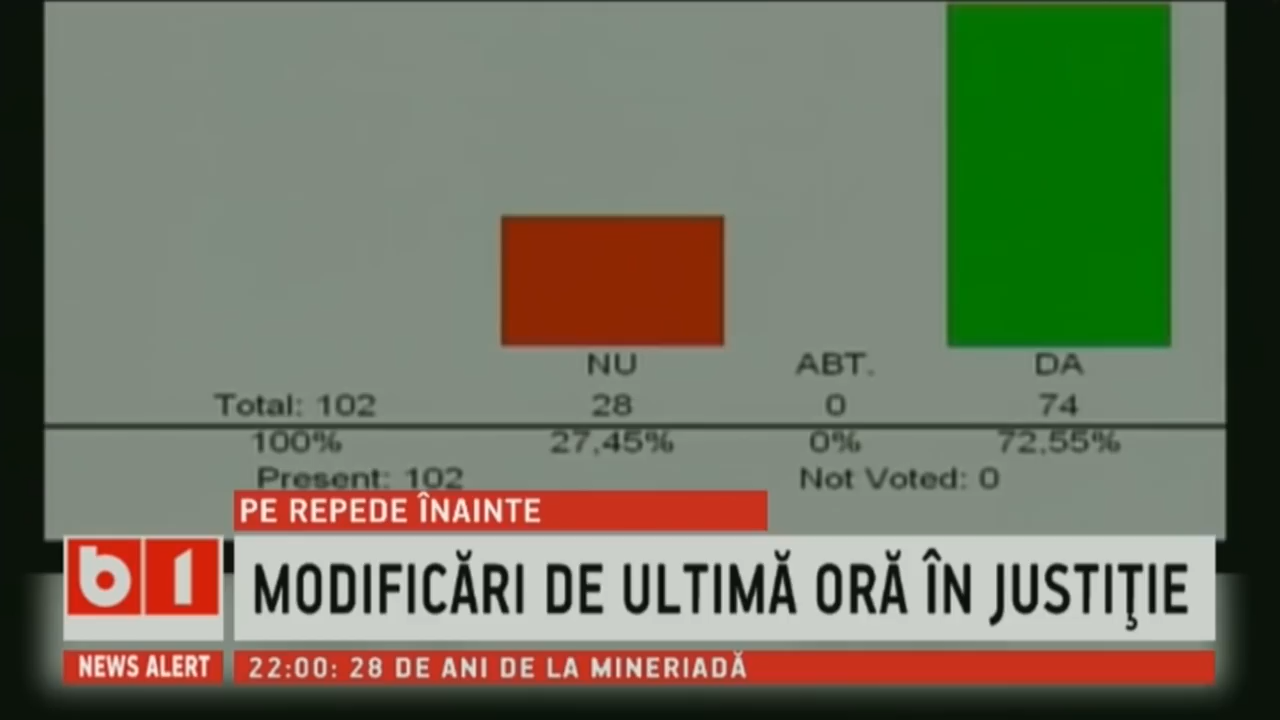 NU ABT. DA
Total: 102 28 0 74
100% 27,45% 0% 72,55%
Present: 102 Not Voted: 0
PE REPEDE ÎNAINTE
b1 MODIFICĂRI DE ULTIMĂ ORĂ ÎN JUSTIŢIE
NEWS ALERT 22:00: 28 DE ANI DE LA MINERIADĂ